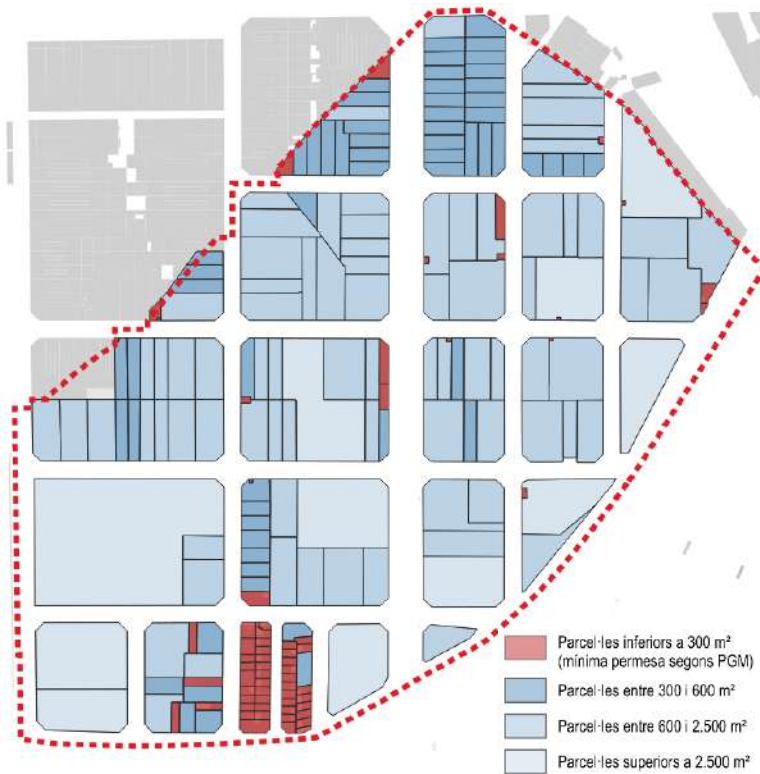 Parcel·les inferiors a 300 m²
(mínima permesa segons PGM)
Parcel·les entre 300 i 600 m²
Parcel·les entre 600 i 2.500 m²
Parcel·les superiors a 2.500 m²